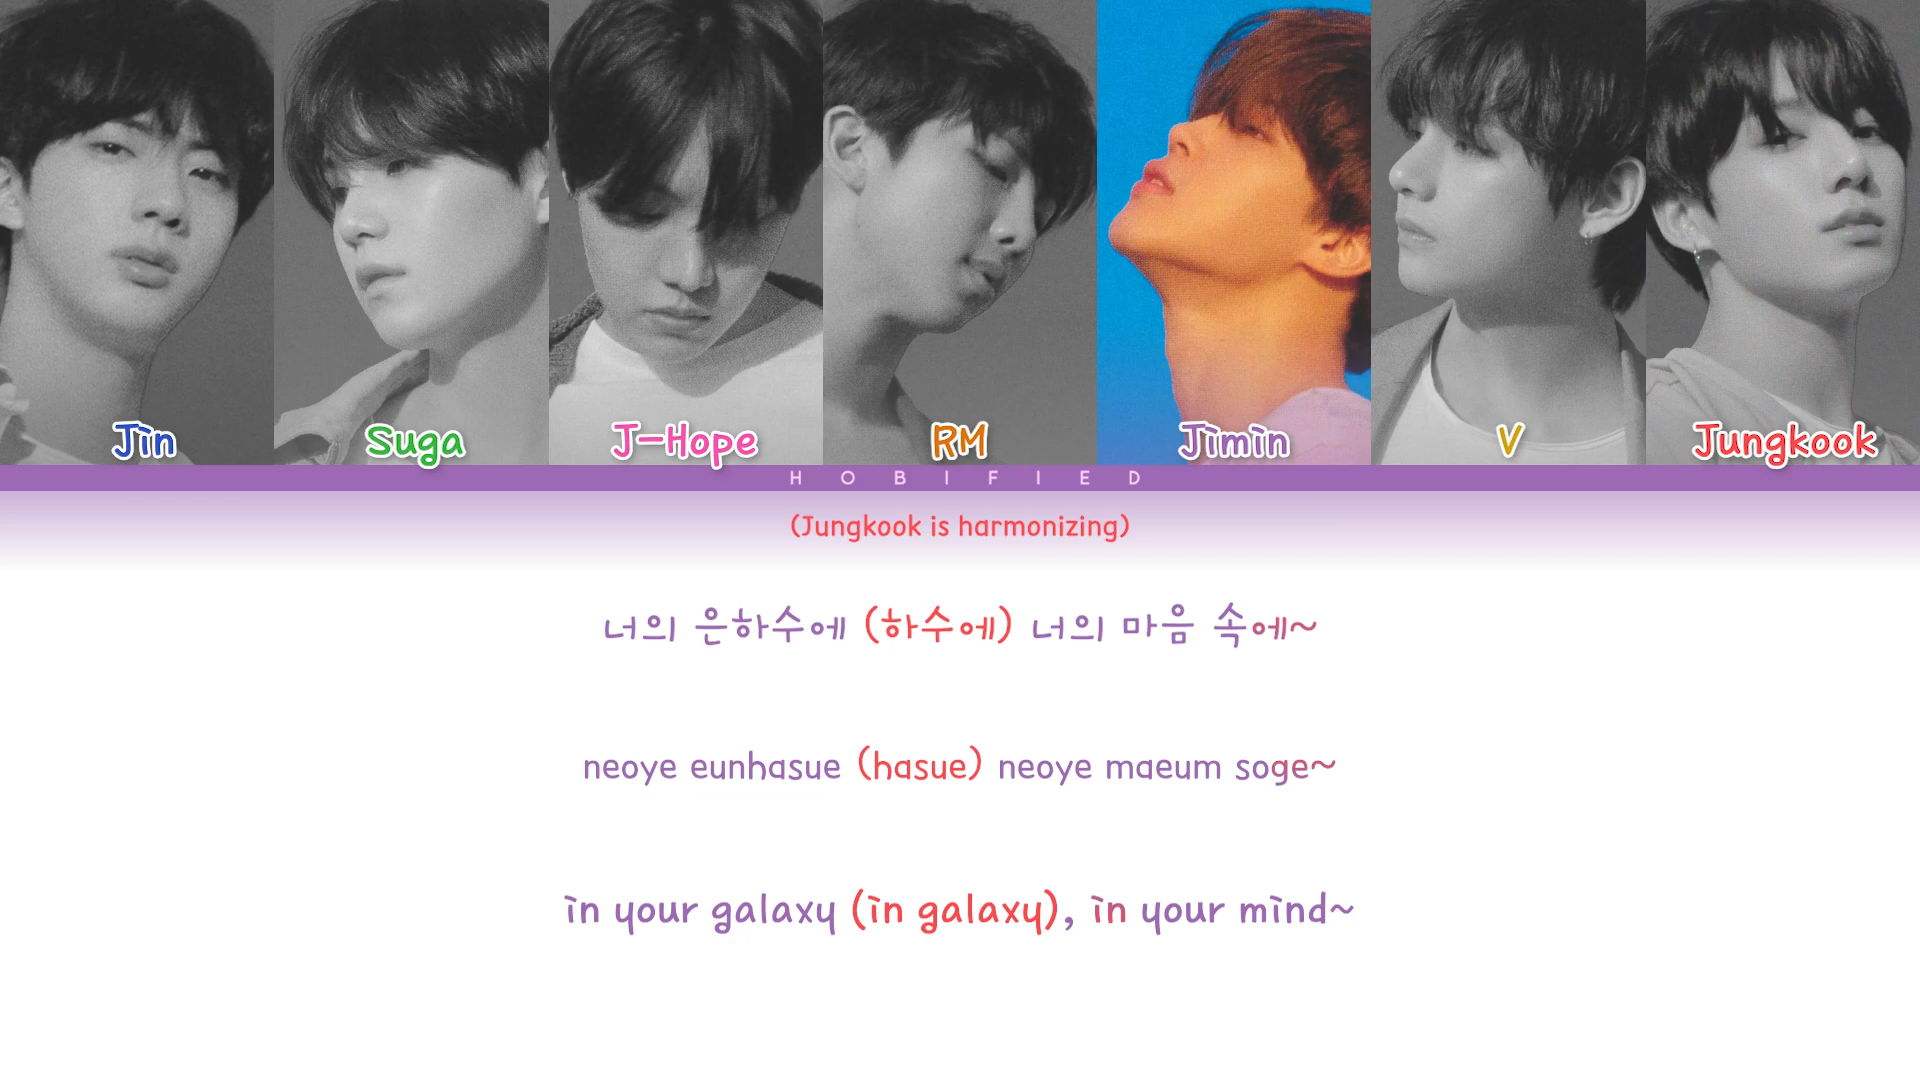 Jin Suga J-Hope RM Jimin V Jungkook
HOBIFIED
(Jungkook is harmonizing)
너의 은하수에 (하수에) 너의 마음 속에~
neoye eunhasue (hasue) neoye maeum soge~
in your galaxy (in galaxy), in your mind~